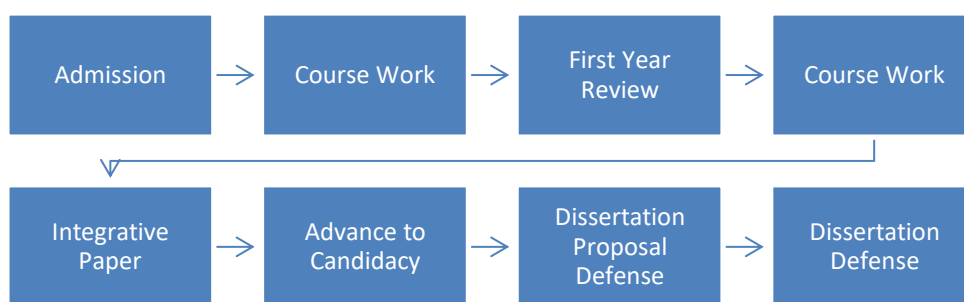 Admission
Course Work
First Year
Review
Course Work
Integrative
Paper
Advance to
Candidacy
Dissertation
Proposal
Defense
Dissertation
Defense